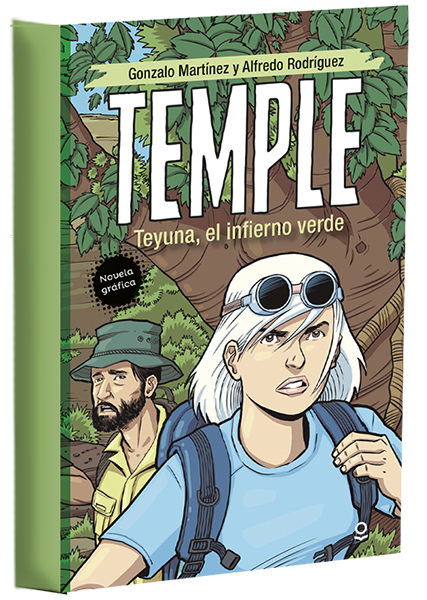 Gonzalo Martínez y Alfredo Rodríguez
TEMPLE
Teyuna, el infierno verde
Novela
gráfica